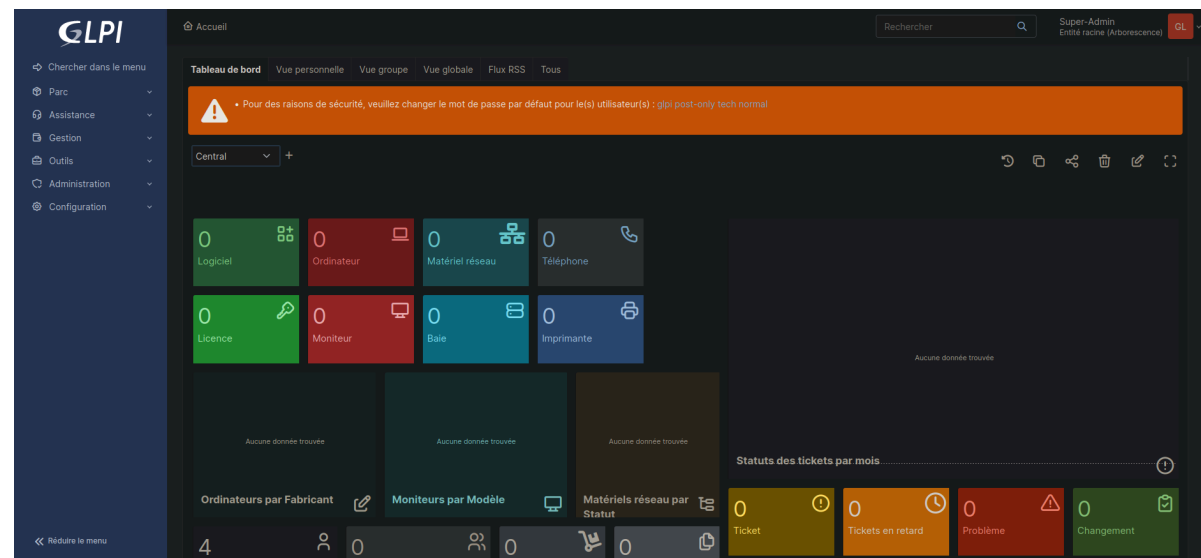 GLPI
Accueil
Rechercher
Super-Admin
Entité racine (Arborescence)
GL
Chercher dans le menu
Parc
Assistance
Gestion
Outils
Administration
Configuration
Réduire le menu
Tableau de bord Vue personnelle Vue groupe Vue globale Flux RSS Tous
• Pour des raisons de sécurité, veuillez changer le mot de passe par défaut pour le(s) utilisateur(s) : glpi post-only tech normal
Central +
0
Logiciel
0
Ordinateur
0
Matériel réseau
0
Téléphone
0
Licence
0
Moniteur
0
Baie
0
Imprimante
Aucune donnée trouvée
Statuts des tickets par mois
Aucune donnée trouvée
Ordinateurs par Fabricant
Aucune donnée trouvée
Moniteurs par Modèle
Aucune donnée trouvée
Matériels réseau par
Statut
0
Ticket
0
Tickets en retard
0
Problème
0
Changement
4
0
0
0